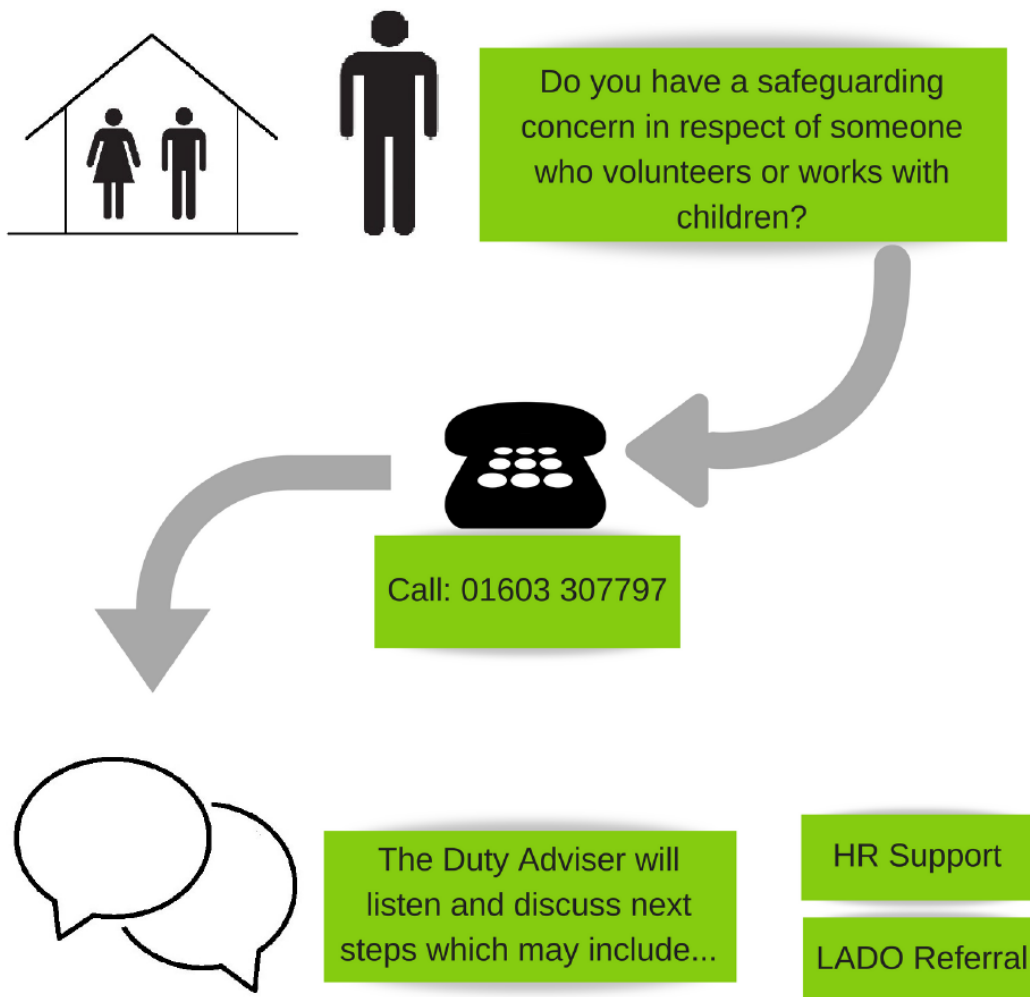 Do you have a safeguarding
concern in respect of someone
who volunteers or works with
children?
Call: 01603 307797
The Duty Adviser will
listen and discuss next
steps which may include...
HR Support
LADO Referral